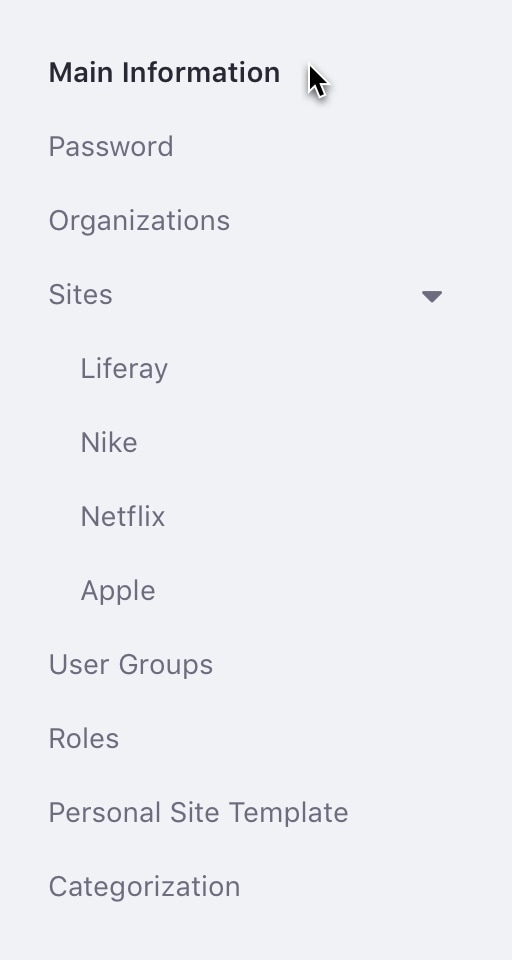 Main Information
Password
Organizations
Sites
Liferay
Nike
Netflix
Apple
User Groups
Roles
Personal Site Template
Categorization